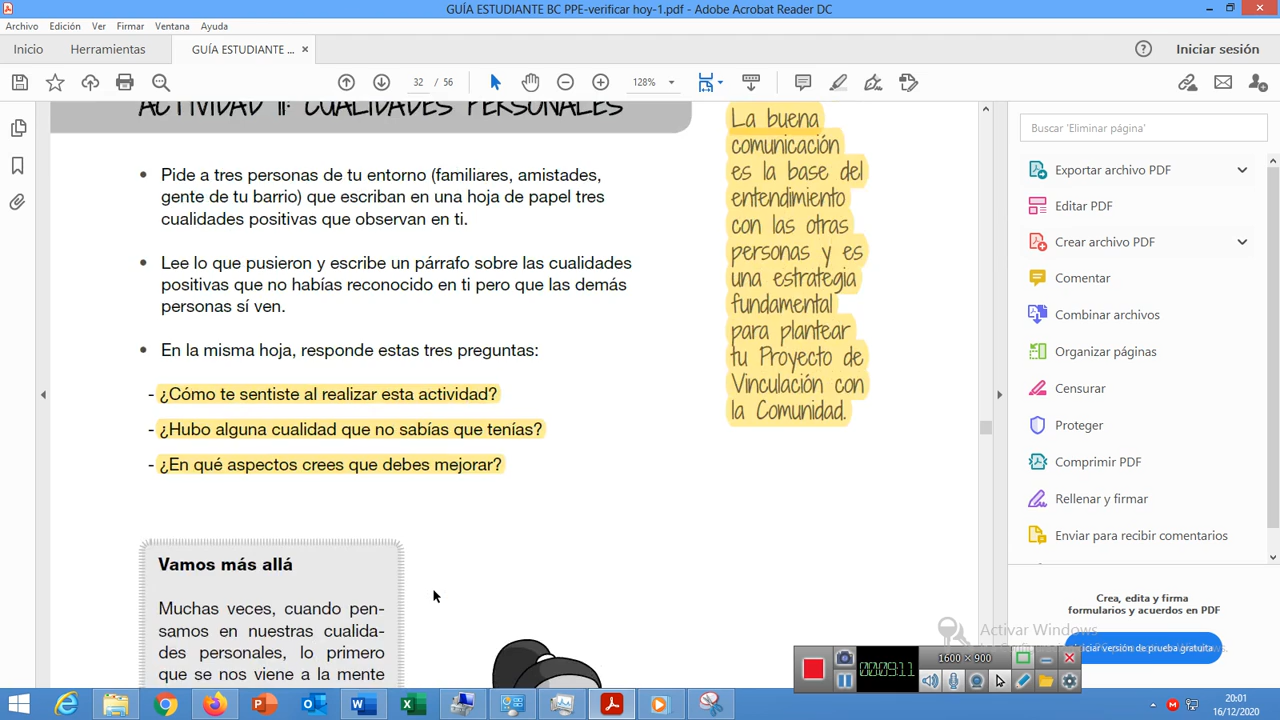 GUÍA ESTUDIANTE BC PPE-verificar hoy-1.pdf - Adobe Acrobat Reader DC
Archivo Edición Ver Firmar Ventana Ayuda
Inicio Herramientas GUÍA ESTUDIANTE ... × Iniciar sesión
32 / 56 128%
ACTIVIDAD 11: CUALIDADES PERSONALES
• Pide a tres personas de tu entorno (familiares, amistades,
gente de tu barrio) que escriban en una hoja de papel tres
cualidades positivas que observan en ti.
• Lee lo que pusieron y escribe un párrafo sobre las cualidades
positivas que no habías reconocido en ti pero que las demás
personas sí ven.
• En la misma hoja, responde estas tres preguntas:
- ¿Cómo te sentiste al realizar esta actividad?
- ¿Hubo alguna cualidad que no sabías que tenías?
- ¿En qué aspectos crees que debes mejorar?
Vamos más allá
Muchas veces, cuando pen-
samos en nuestras cualida-
des personales, lo primero
que se nos viene a la mente
La buena
comunicación
es la base del
entendimiento
con las otras
personas y es
una estrategia
fundamental
para plantear
tu Proyecto de
Vinculación con
la Comunidad.
Buscar 'Eliminar página'
Exportar archivo PDF
Editar PDF
Crear archivo PDF
Comentar
Combinar archivos
Organizar páginas
Censurar
Proteger
Comprimir PDF
Rellenar y firmar
Enviar para recibir comentarios
Crea, edita y firma
formularios y acuerdos en PDF
Activar Windows
versión de prueba gratuita
1600 × 900
00:09:11
20:01
16/12/2020